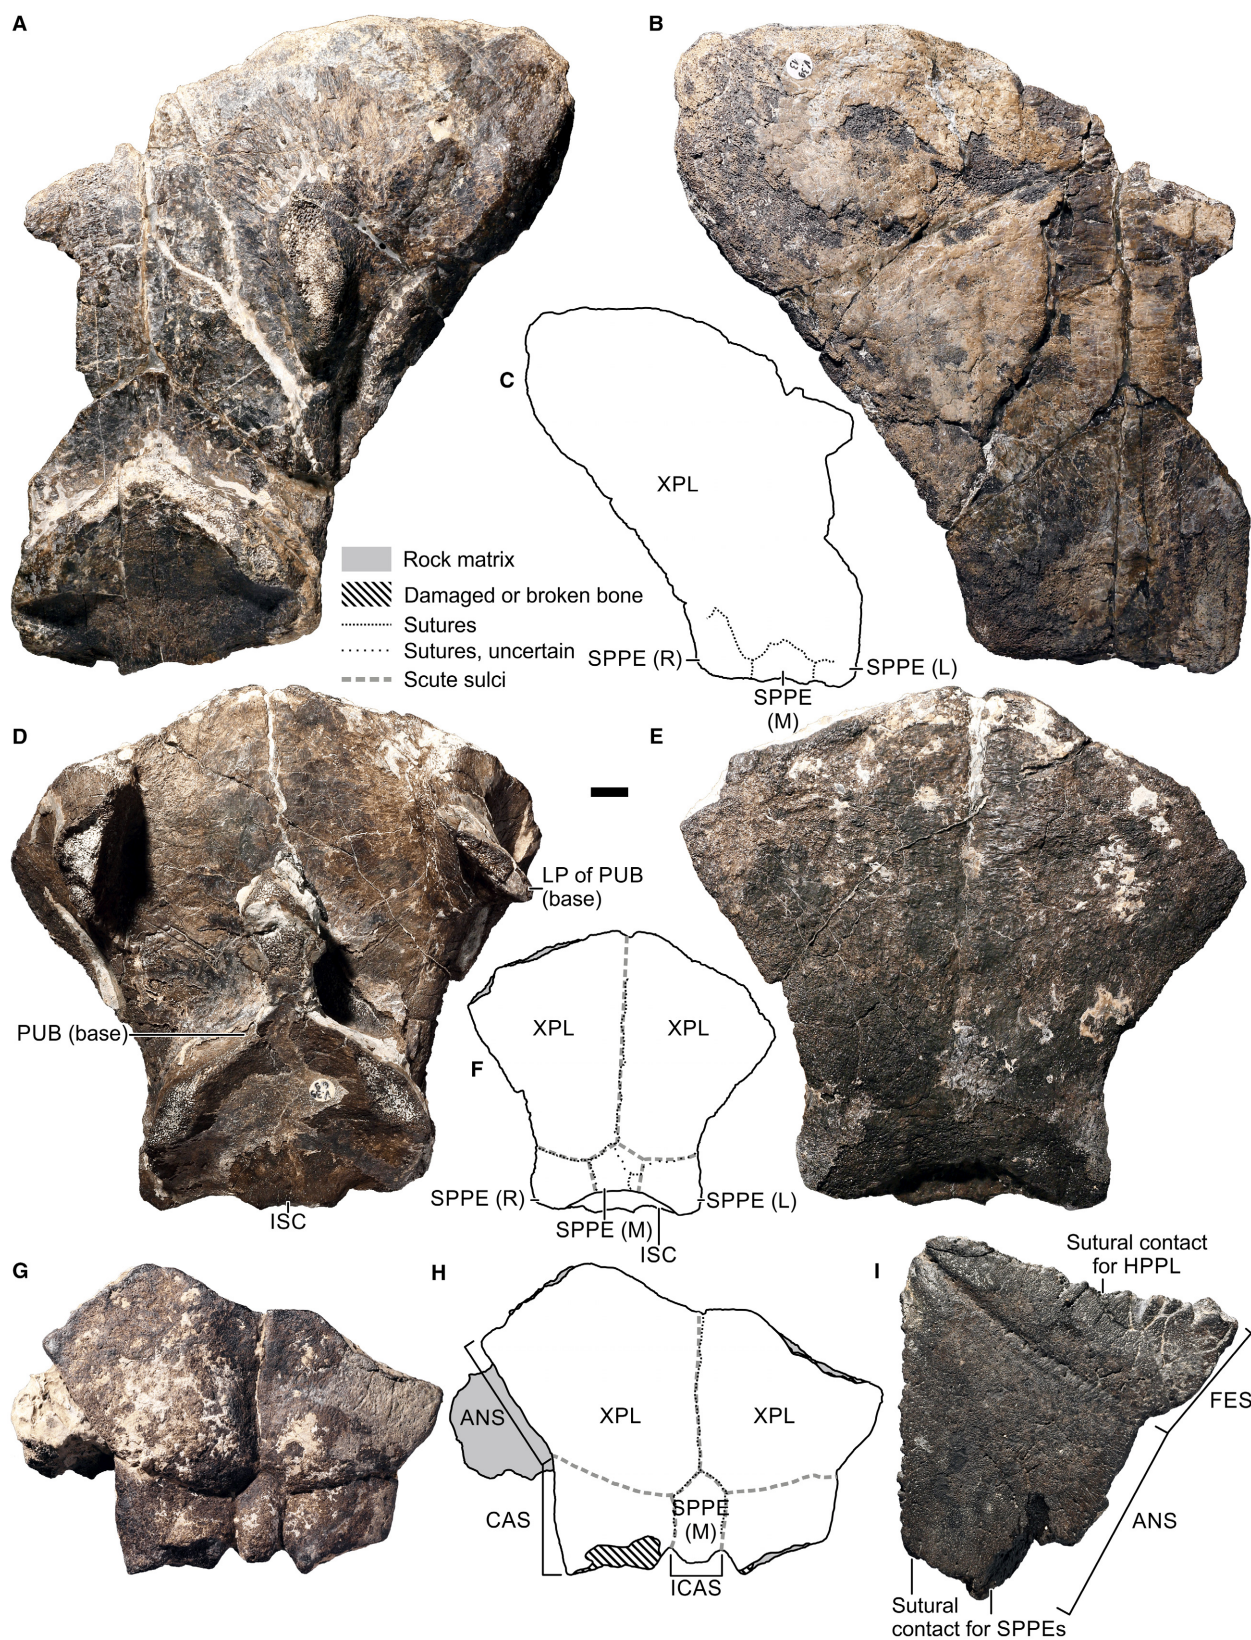 A
B
C
XPL
Rock matrix
Damaged or broken bone
Sutures
Sutures, uncertain
Scute sulci
SPPE (R)
SPPE (L)
SPPE
(M)
D
E
LP of PUB
(base)
PUB (base)
ISC
F
XPL
XPL
SPPE (R)
SPPE (L)
SPPE (M)
ISC
G
H
ANS
XPL
XPL
CAS
SPPE
(M)
ICAS
I
Sutural contact
for HPPL
FES
ANS
Sutural
contact for SPPEs